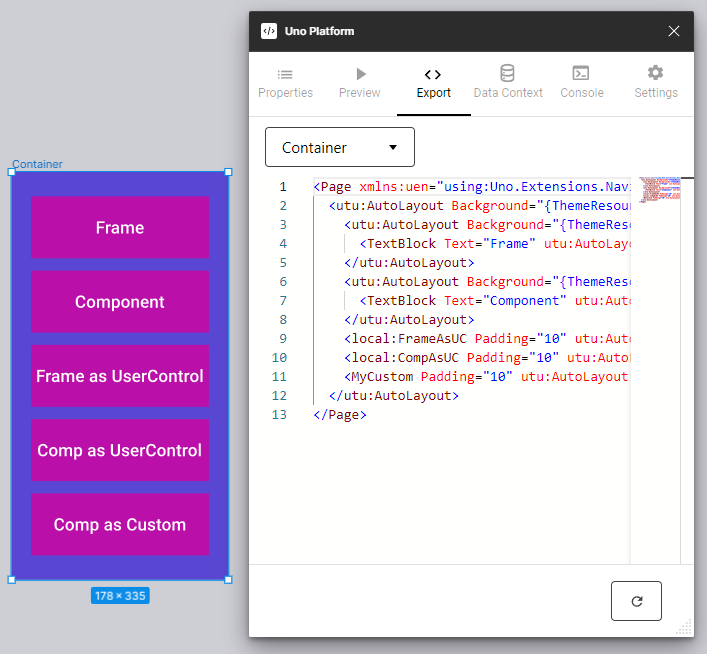 Container
Frame
Component
Frame as UserControl
Comp as UserControl
Comp as Custom
178 × 335
</> Uno Platform
Properties Preview Export Data Context Console Settings
Container
1 <Page xmlns:uen="using:Uno.Extensions.Navi
2 <utu:AutoLayout Background="{ThemeResou
3 <utu:AutoLayout Background="{ThemeRes
4 <TextBlock Text="Frame" utu:AutoLayo
5 </utu:AutoLayout>
6 <utu:AutoLayout Background="{ThemeRes
7 <TextBlock Text="Component" utu:Auto
8 </utu:AutoLayout>
9 <local:FrameAsUC Padding="10" utu:Auto
10 <local:CompAsUC Padding="10" utu:Auto
11 <MyCustom Padding="10" utu:AutoLayout
12 </utu:AutoLayout>
13 </Page>